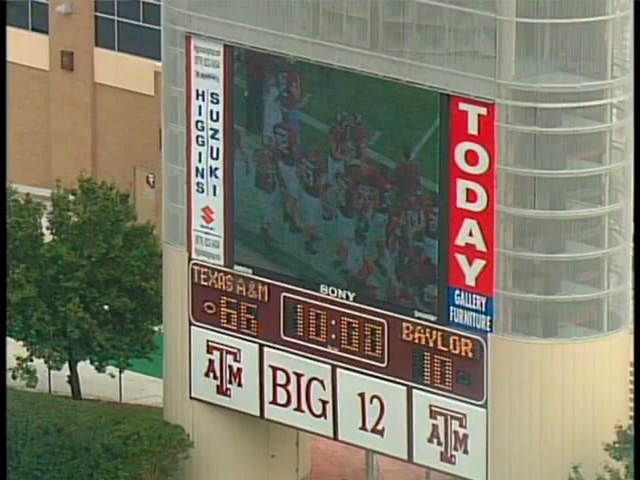 HIGGINS
SUZUKI
TODAY
GALLERY
FURNITURE
SONY
TEXAS A&M
66
10:00
BAYLOR
10
ATM
BIG
12
ATM